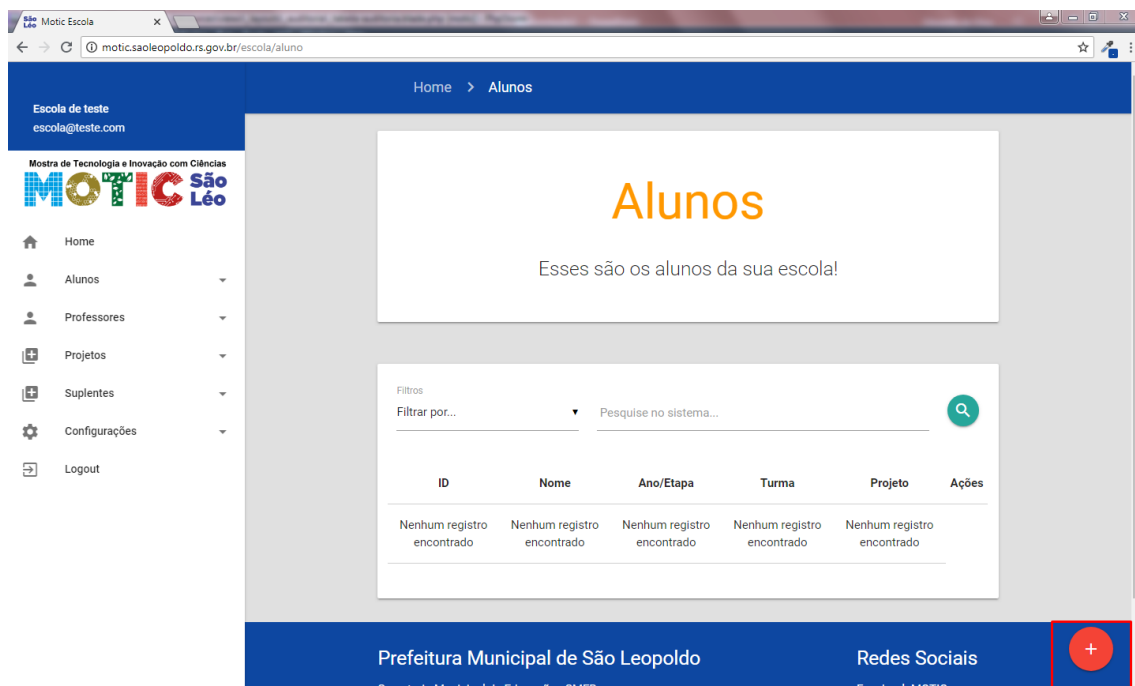 Motic Escola
motic.saoleopoldo.rs.gov.br/escola/aluno
Escola de teste
escola@teste.com
Mostra de Tecnologia e Inovação com Ciências
MOTIC São Léo
Home
Alunos
Professores
Projetos
Suplentes
Configurações
Logout
Home > Alunos
Alunos
Esses são os alunos da sua escola!
Filtros
Filtrar por...
Pesquise no sistema...
ID Nome Ano/Etapa Turma Projeto Ações
Nenhum registro Nenhum registro Nenhum registro Nenhum registro Nenhum registro
encontrado encontrado encontrado encontrado encontrado
Prefeitura Municipal de São Leopoldo
Redes Sociais
+